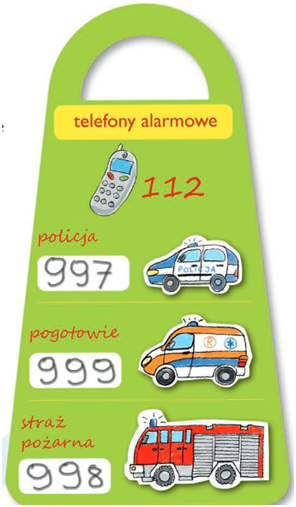 telefony alarmowe
112
policja
997
POLICJA
pogotowie
999
R
straż
pożarna
998